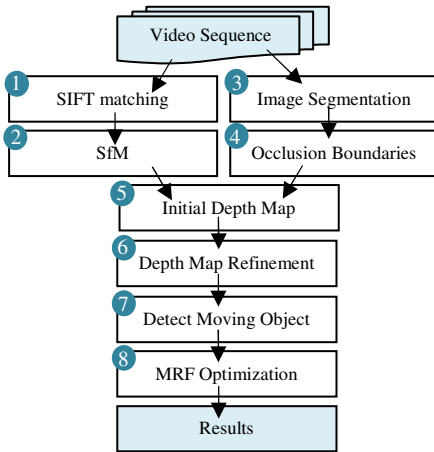 Video Sequence
1 SIFT matching
3 Image Segmentation
2 SfM
4 Occlusion Boundaries
5 Initial Depth Map
6 Depth Map Refinement
7 Detect Moving Object
8 MRF Optimization
Results